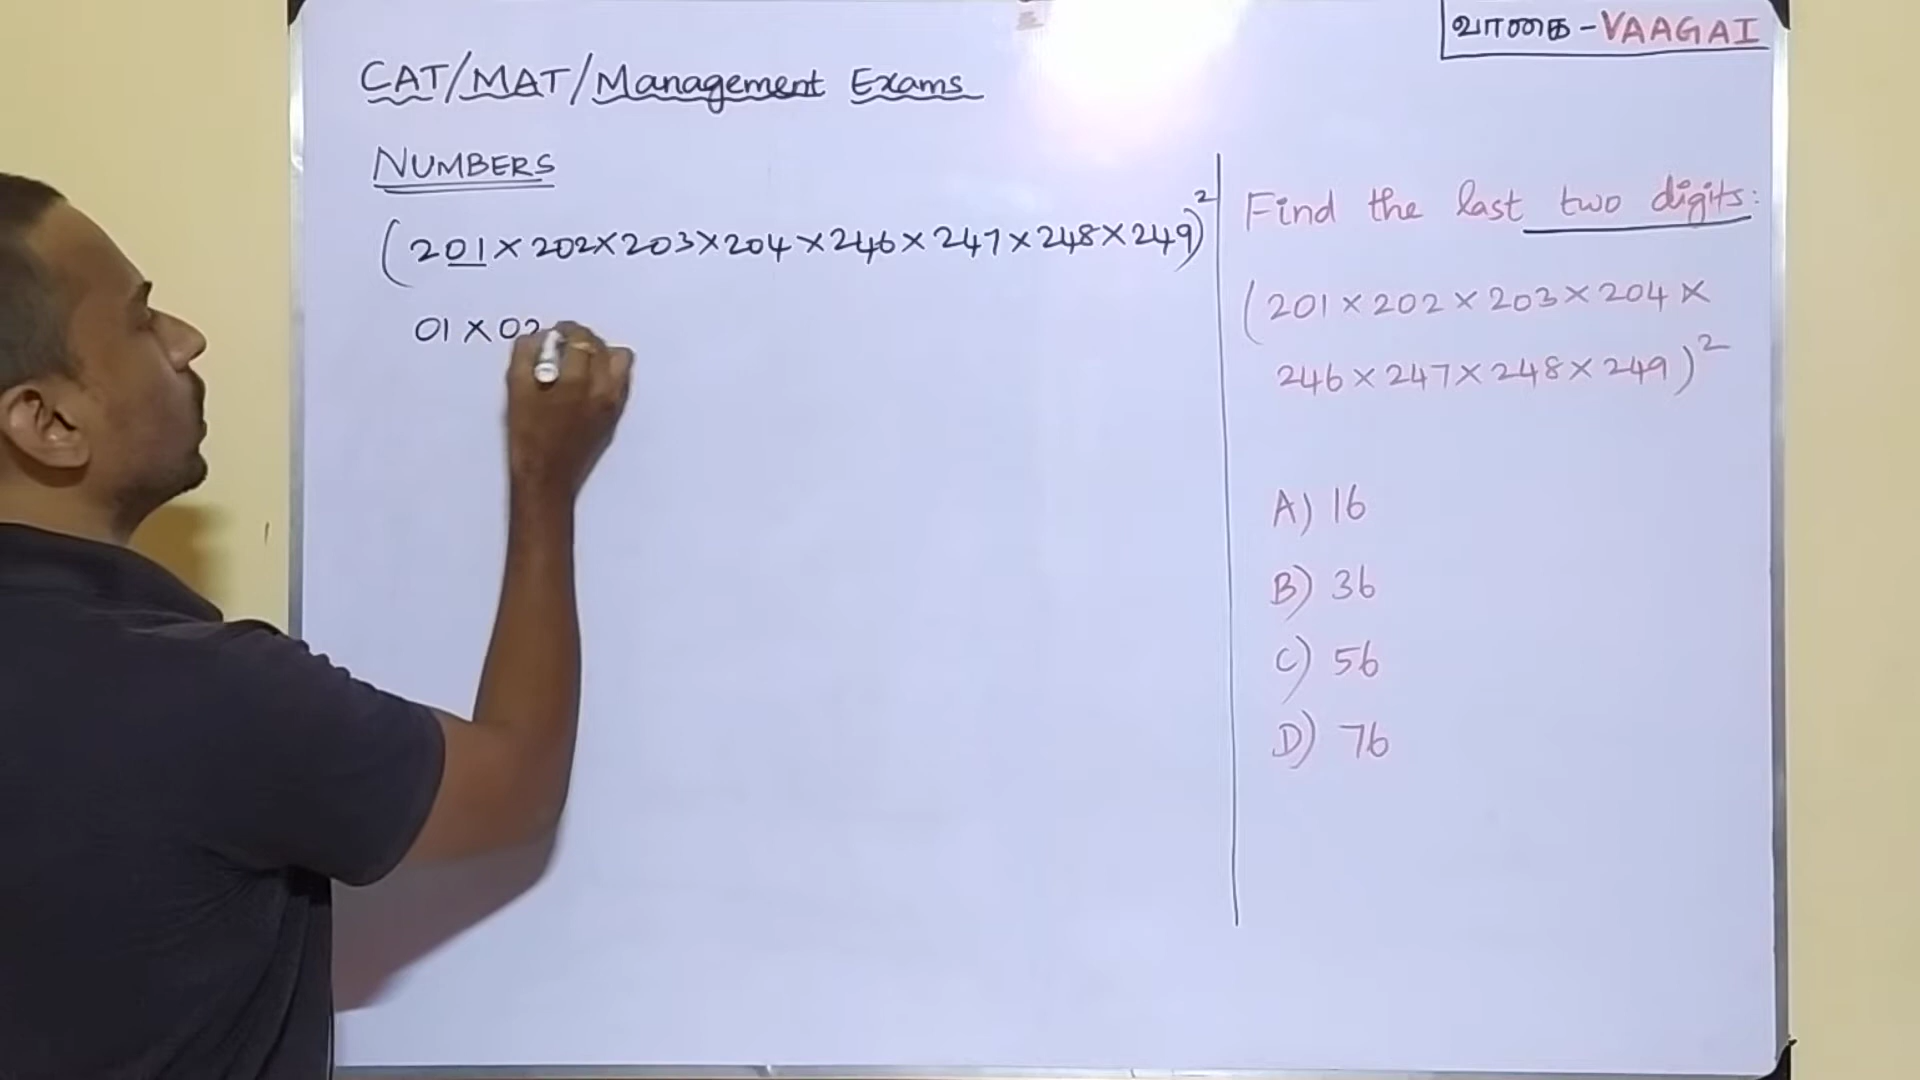 வாகை - VAAGAI
CAT/MAT/Management Exams
NUMBERS
(201 × 202 × 203 × 204 × 246 × 247 × 248 × 249)²
01 × 02
Find the last two digits:
(201 × 202 × 203 × 204 ×
246 × 247 × 248 × 249)²
A) 16
B) 36
C) 56
D) 76